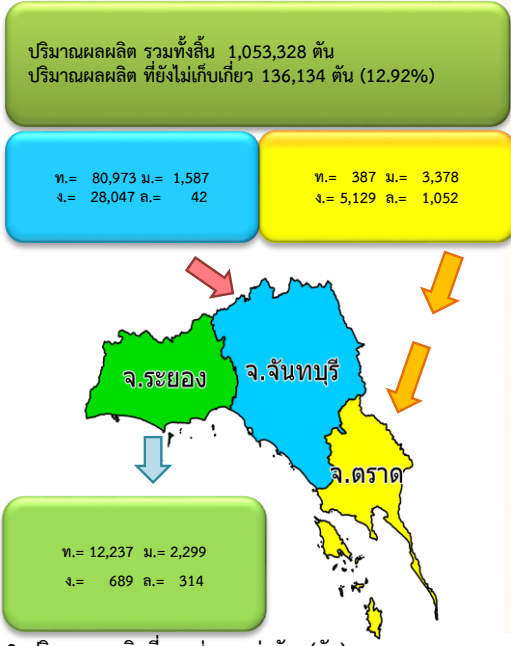 ปริมาณผลผลิต รวมทั้งสิ้น 1,053,328 ตัน
ปริมาณผลผลิต ที่ยังไม่เก็บเกี่ยว 136,134 ตัน (12.92%)
ท.= 80,973 ม.= 1,587
ง.= 28,047 ล.= 42
ท.= 387 ม.= 3,378
ง.= 5,129 ล.= 1,052
จ.ระยอง
จ.จันทบุรี
จ.ตราด
ท.= 12,237 ม.= 2,299
ง.= 689 ล.= 314